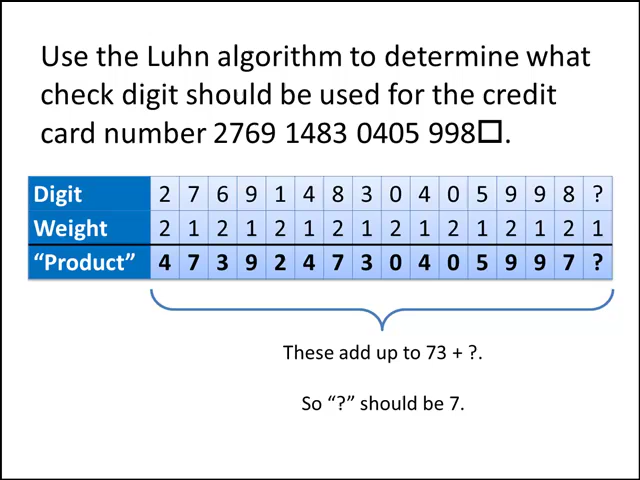 Use the Luhn algorithm to determine what
check digit should be used for the credit
card number 2769 1483 0405 998□.
Digit 2 7 6 9 1 4 8 3 0 4 0 5 9 9 8 ?
Weight 2 1 2 1 2 1 2 1 2 1 2 1 2 1 2 1
“Product” 4 7 3 9 2 4 7 3 0 4 0 5 9 9 7 ?
These add up to 73 + ?.
So “?” should be 7.